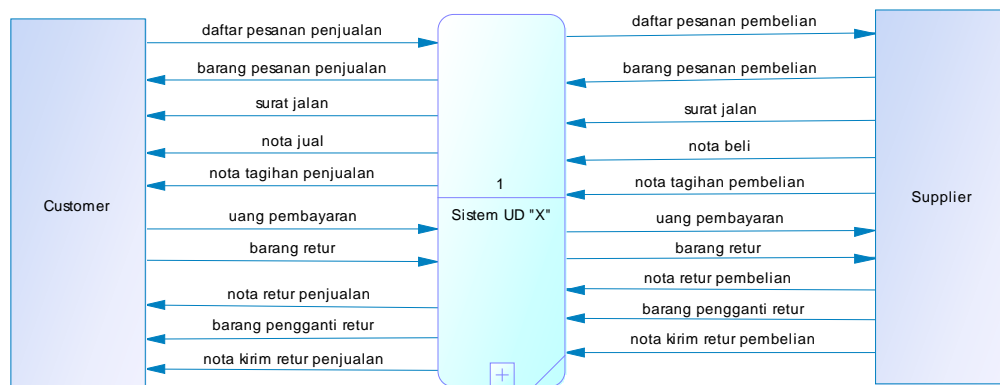 Customer
daftar pesanan penjualan
barang pesanan penjualan
surat jalan
nota jual
nota tagihan penjualan
uang pembayaran
barang retur
nota retur penjualan
barang pengganti retur
nota kirim retur penjualan
1
Sistem UD "X"
daftar pesanan pembelian
barang pesanan pembelian
surat jalan
nota beli
nota tagihan pembelian
uang pembayaran
barang retur
nota retur pembelian
barang pengganti retur
nota kirim retur pembelian
Supplier